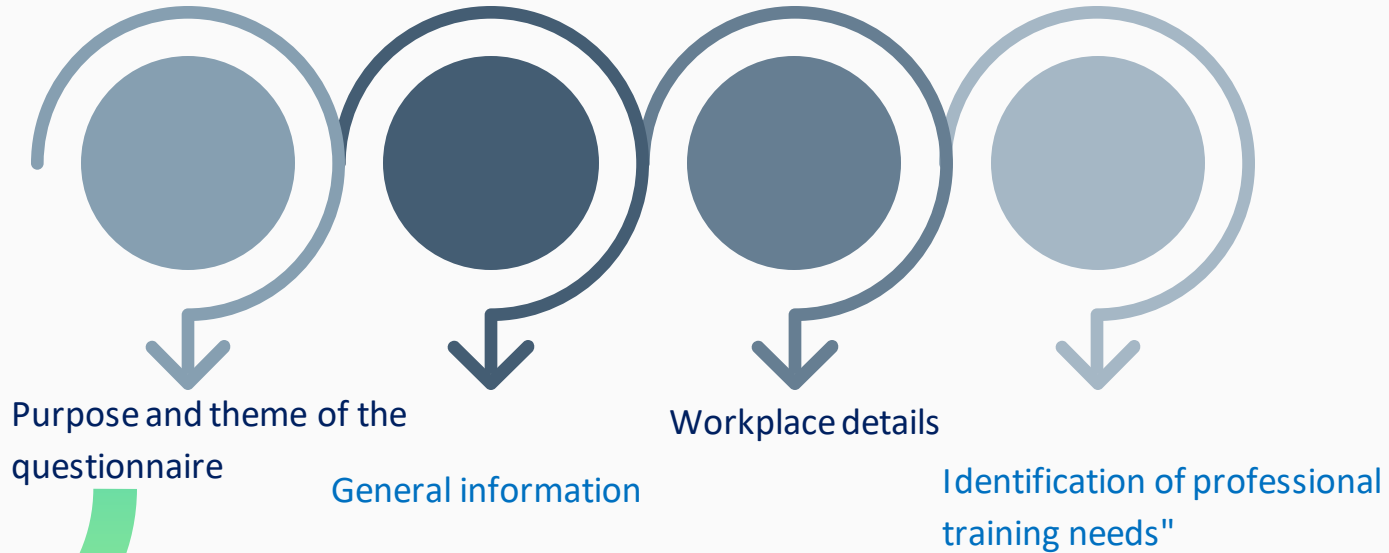 Purpose and theme of the
questionnaire
General information
Workplace details
Identification of professional
training needs"